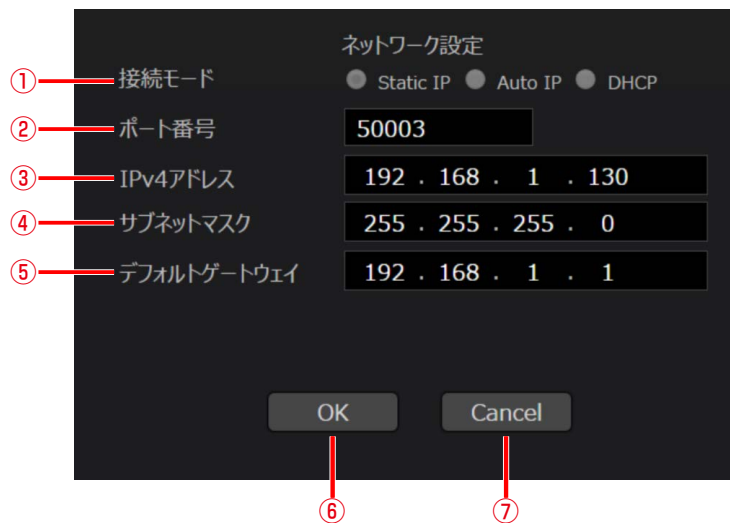 ネットワーク設定
① 接続モード Static IP Auto IP DHCP
② ポート番号 50003
③ IPv4アドレス 192 . 168 . 1 . 130
④ サブネットマスク 255 . 255 . 255 . 0
⑤ デフォルトゲートウェイ 192 . 168 . 1 . 1
OK Cancel
⑥ ⑦